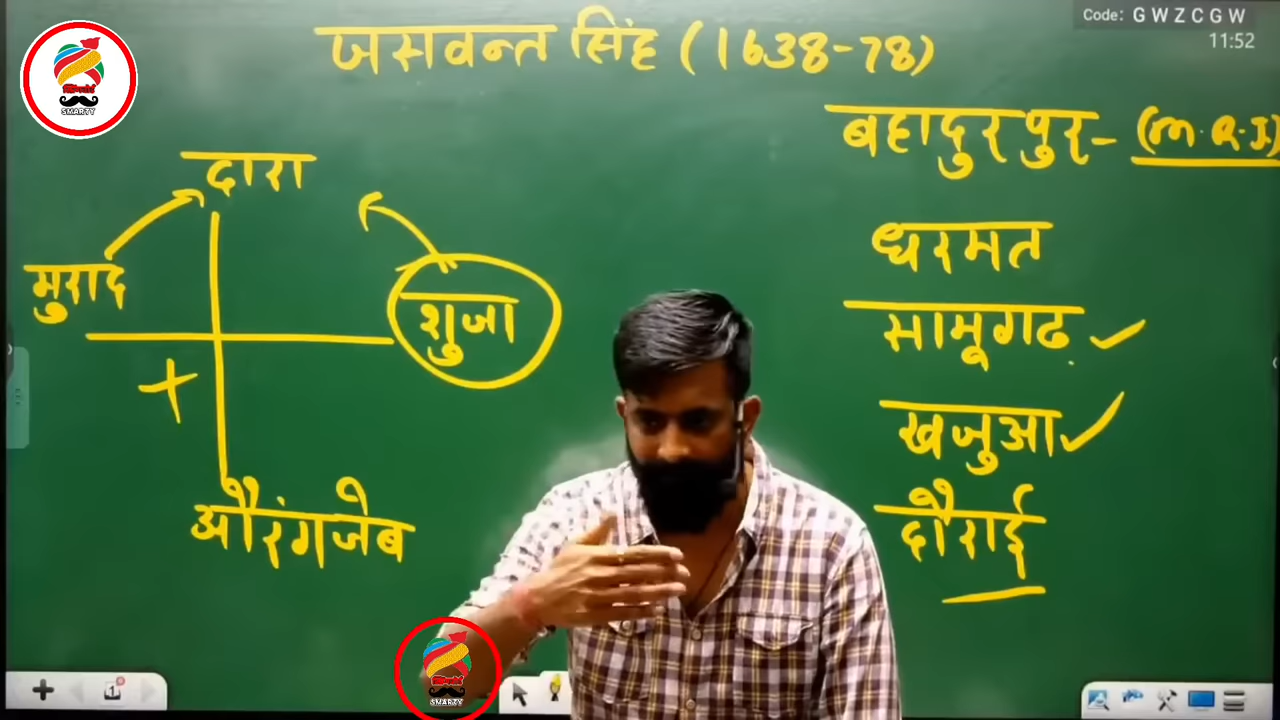 Code: G W Z C G W
11:52
जसवन्त सिंह (1638-78)
SMARTY
बहादुरपुर- (M.R.J)
दारा
धरमत
मुराद
शुजा
सामूगढ
खजुआ
+
औरंगजेब
दौराई
SMARTY